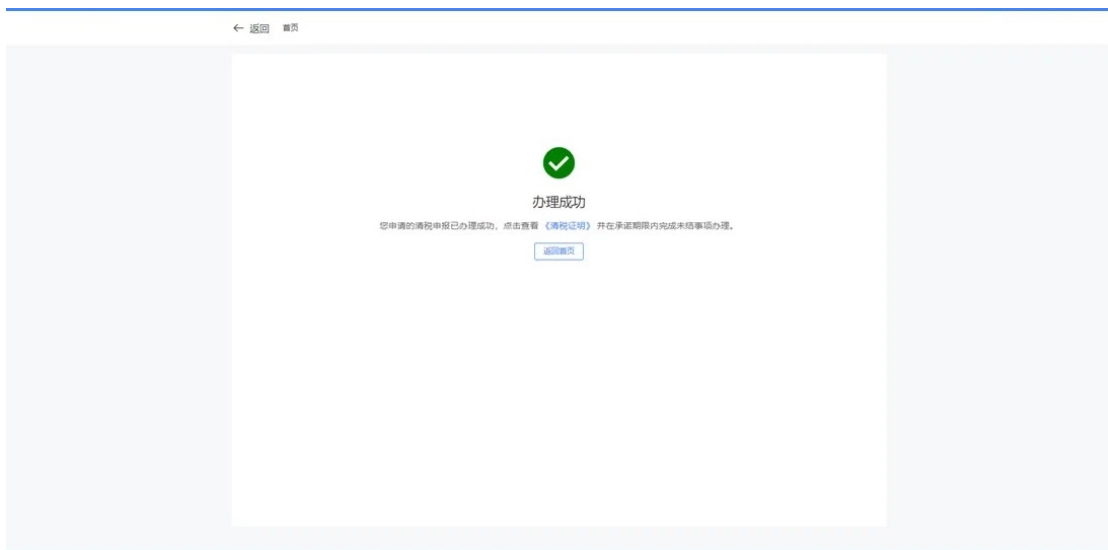 ← 返回 首页
办理成功
您申请的清税申报已办理成功，点击查看《清税证明》并在承诺期限内完成未结事项办理。
返回首页